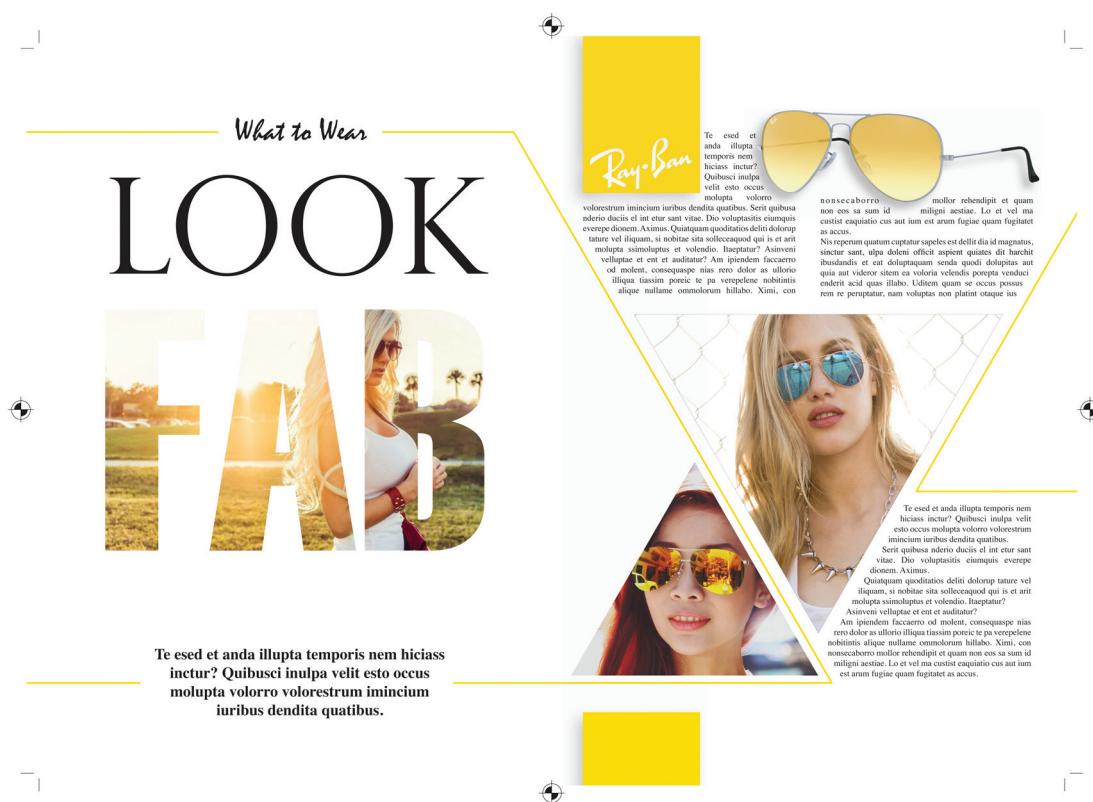 What to Wear
LOOK
FAB
Te esed et anda illupta temporis nem hiciass
inctur? Quibusci inulpa velit esto occus
molupta volorro volorestrum imincium
iuribus dendita quatibus.
Ray-Ban
Te esed et
anda illupta
temporis nem
hiciass inctur?
Quibusci inulpa
velit esto occus
molupta volorro
volorestrum imincium iuribus dendita quatibus. Serit quibusa
nderio duciis el int etur sant vitae. Dio voluptasitis eiumquis
everepe dionem. Aximus. Quiatquam quoditatios deliti dolorup
tature vel iliquam, si nobitae sita solleceaquod qui is et arit
molupta ssimoluptus et volendio. Itaeptatur? Asinveni
velluptae et ent et auditatur? Am ipiendem faccaerro
od molent, consequaspe nias rero dolor as ullorio
illiqua tiassim poreic te pa verepelene nobitintis
alique nullame ommolorum hillabo. Ximi, con
nonsecaborro mollor rehendipit et quam
non eos sa sum id miligni aestiae. Lo et vel ma
custist eaquiatio cus aut ium est arum fugiae quam fugitatet
as accus.
Nis reperum quatum cuptatur sapeles est dellit dia id magnatus,
sinctur sant, ulpa doleni officit aspient quiates dit harchit
ibusdandis et eat doluptaquam senda quodi dolupitas aut
quia aut videror sitem ea voloria velendis porepta venduci
enderit acid quas illabo. Uditem quam se occus possus
rem re peruptatur, nam voluptas non platint otaque ius
Te esed et anda illupta temporis nem
hiciass inctur? Quibusci inulpa velit
esto occus molupta volorro volorestrum
imincium iuribus dendita quatibus.
Serit quibusa nderio duciis el int etur sant
vitae. Dio voluptasitis eiumquis everepe
dionem. Aximus.
Quiatquam quoditatios deliti dolorup tature vel
iliquam, si nobitae sita solleceaquod qui is et arit
molupta ssimoluptus et volendio. Itaeptatur?
Asinveni velluptae et ent et auditatur?
Am ipiendem faccaerro od molent, consequaspe nias
rero dolor as ullorio illiqua tiassim poreic te pa verepelene
nobitintis alique nullame ommolorum hillabo. Ximi, con
nonsecaborro mollor rehendipit et quam non eos sa sum id
miligni aestiae. Lo et vel ma custist eaquiatio cus aut ium
est arum fugiae quam fugitatet as accus.